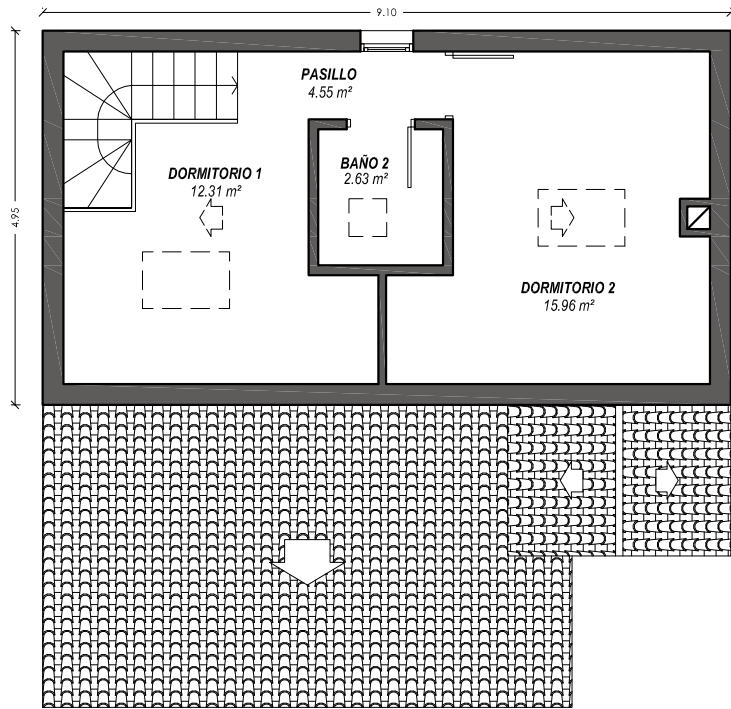 9.10
PASILLO
4.55 m²
DORMITORIO 1
12.31 m²
BAÑO 2
2.63 m²
4.95
DORMITORIO 2
15.96 m²